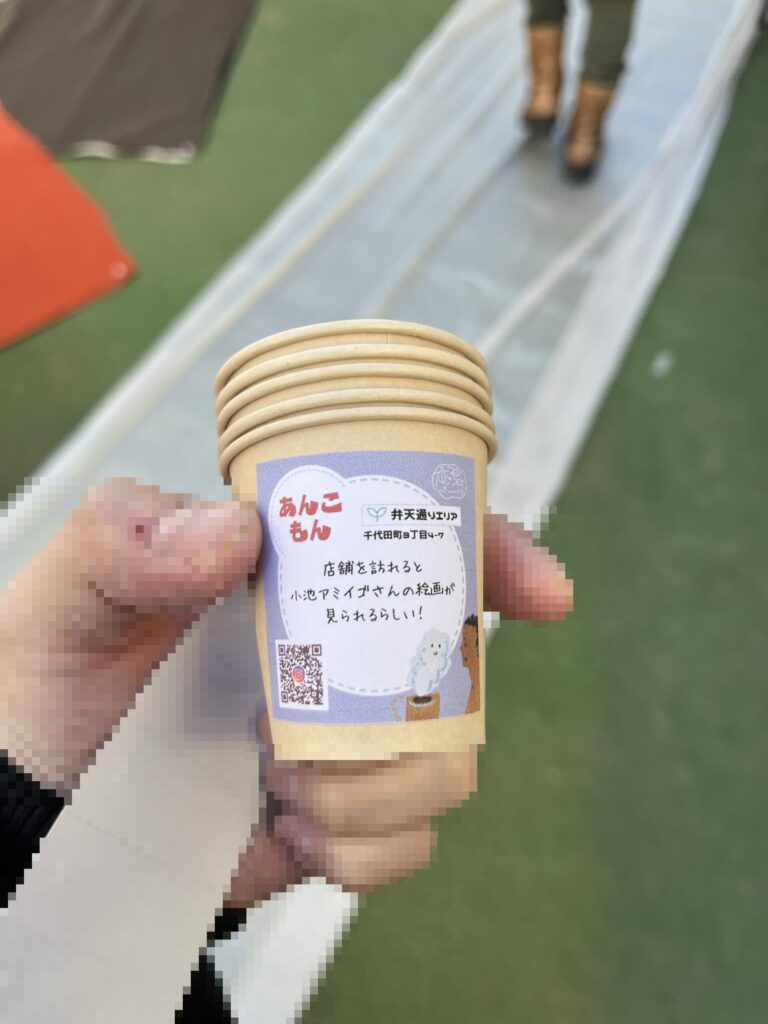 あんこ
もん
弁天通りエリア
千代田町3丁目4-7
店舗を訪れると
小池アミイゴさんの絵画が
見られるらしい!